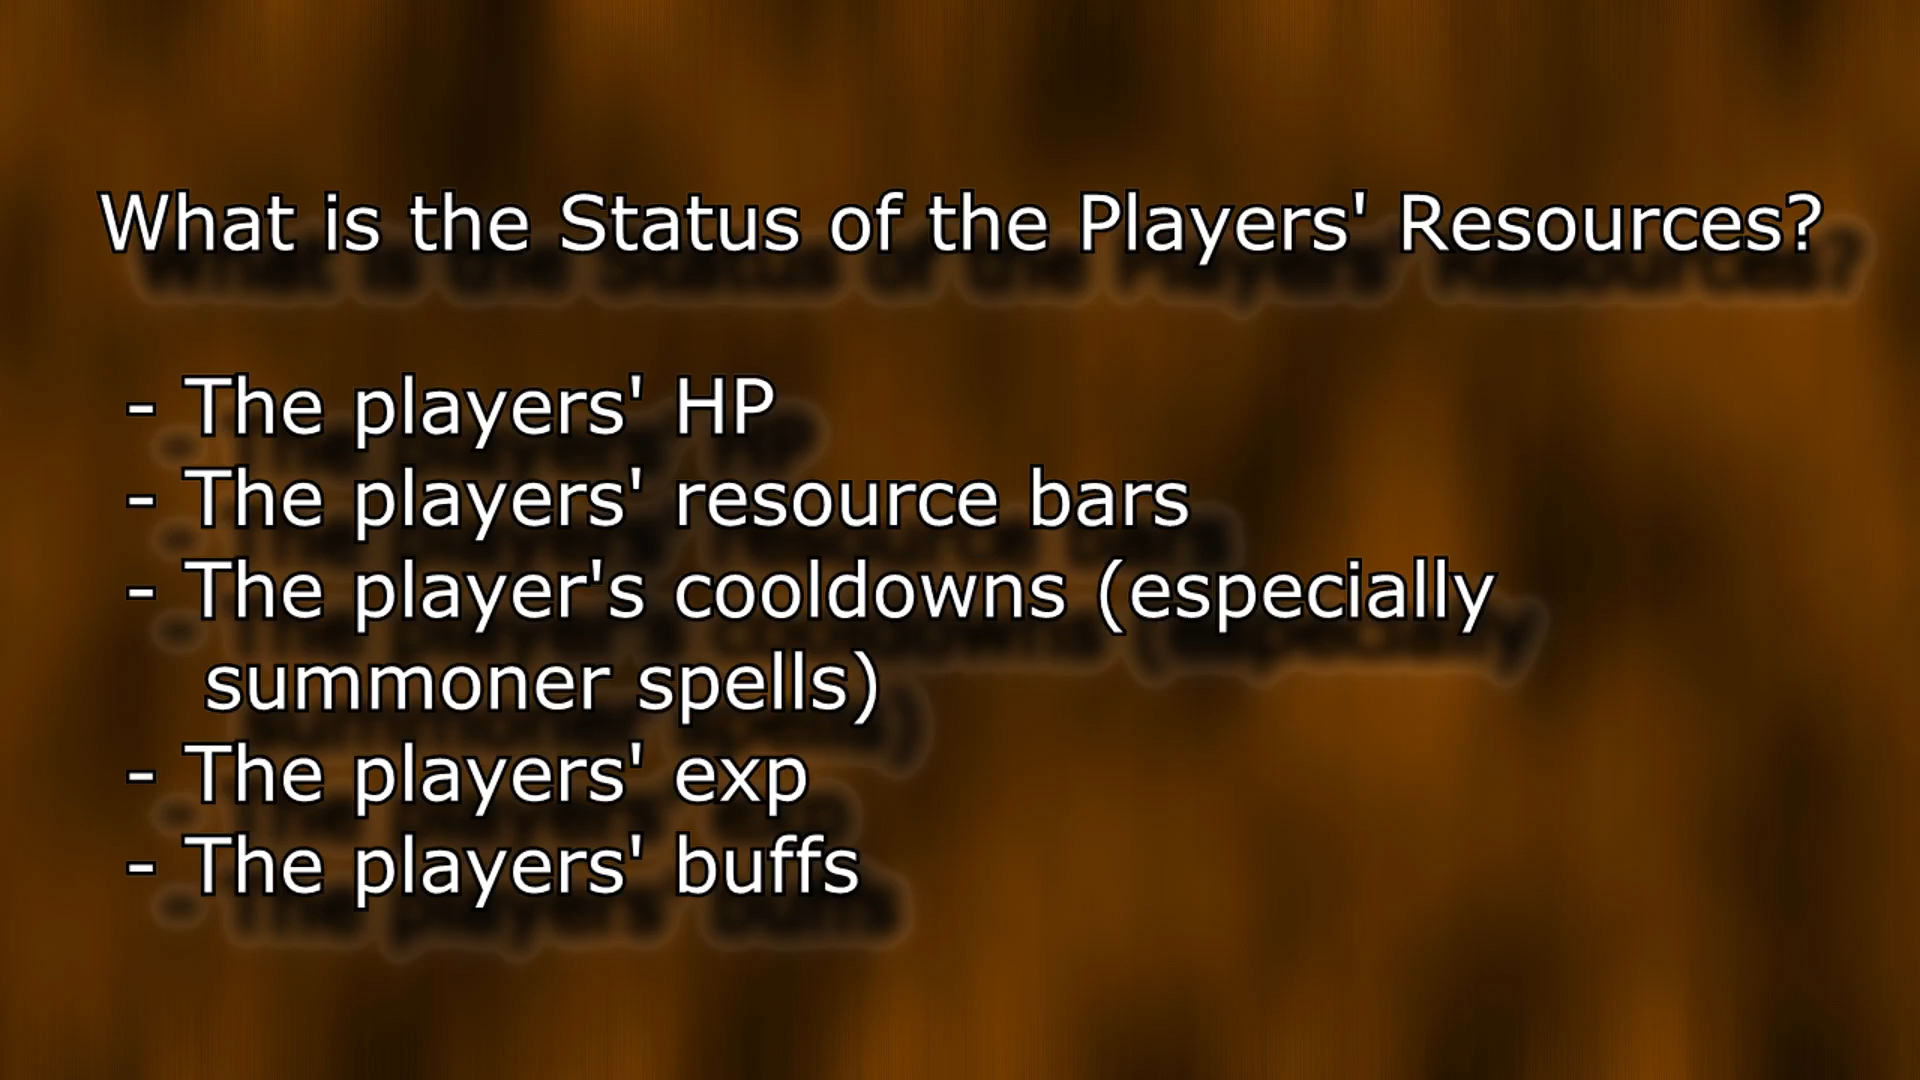 What is the Status of the Players' Resources?
- The players' HP
- The players' resource bars
- The player's cooldowns (especially
summoner spells)
- The players' exp
- The players' buffs